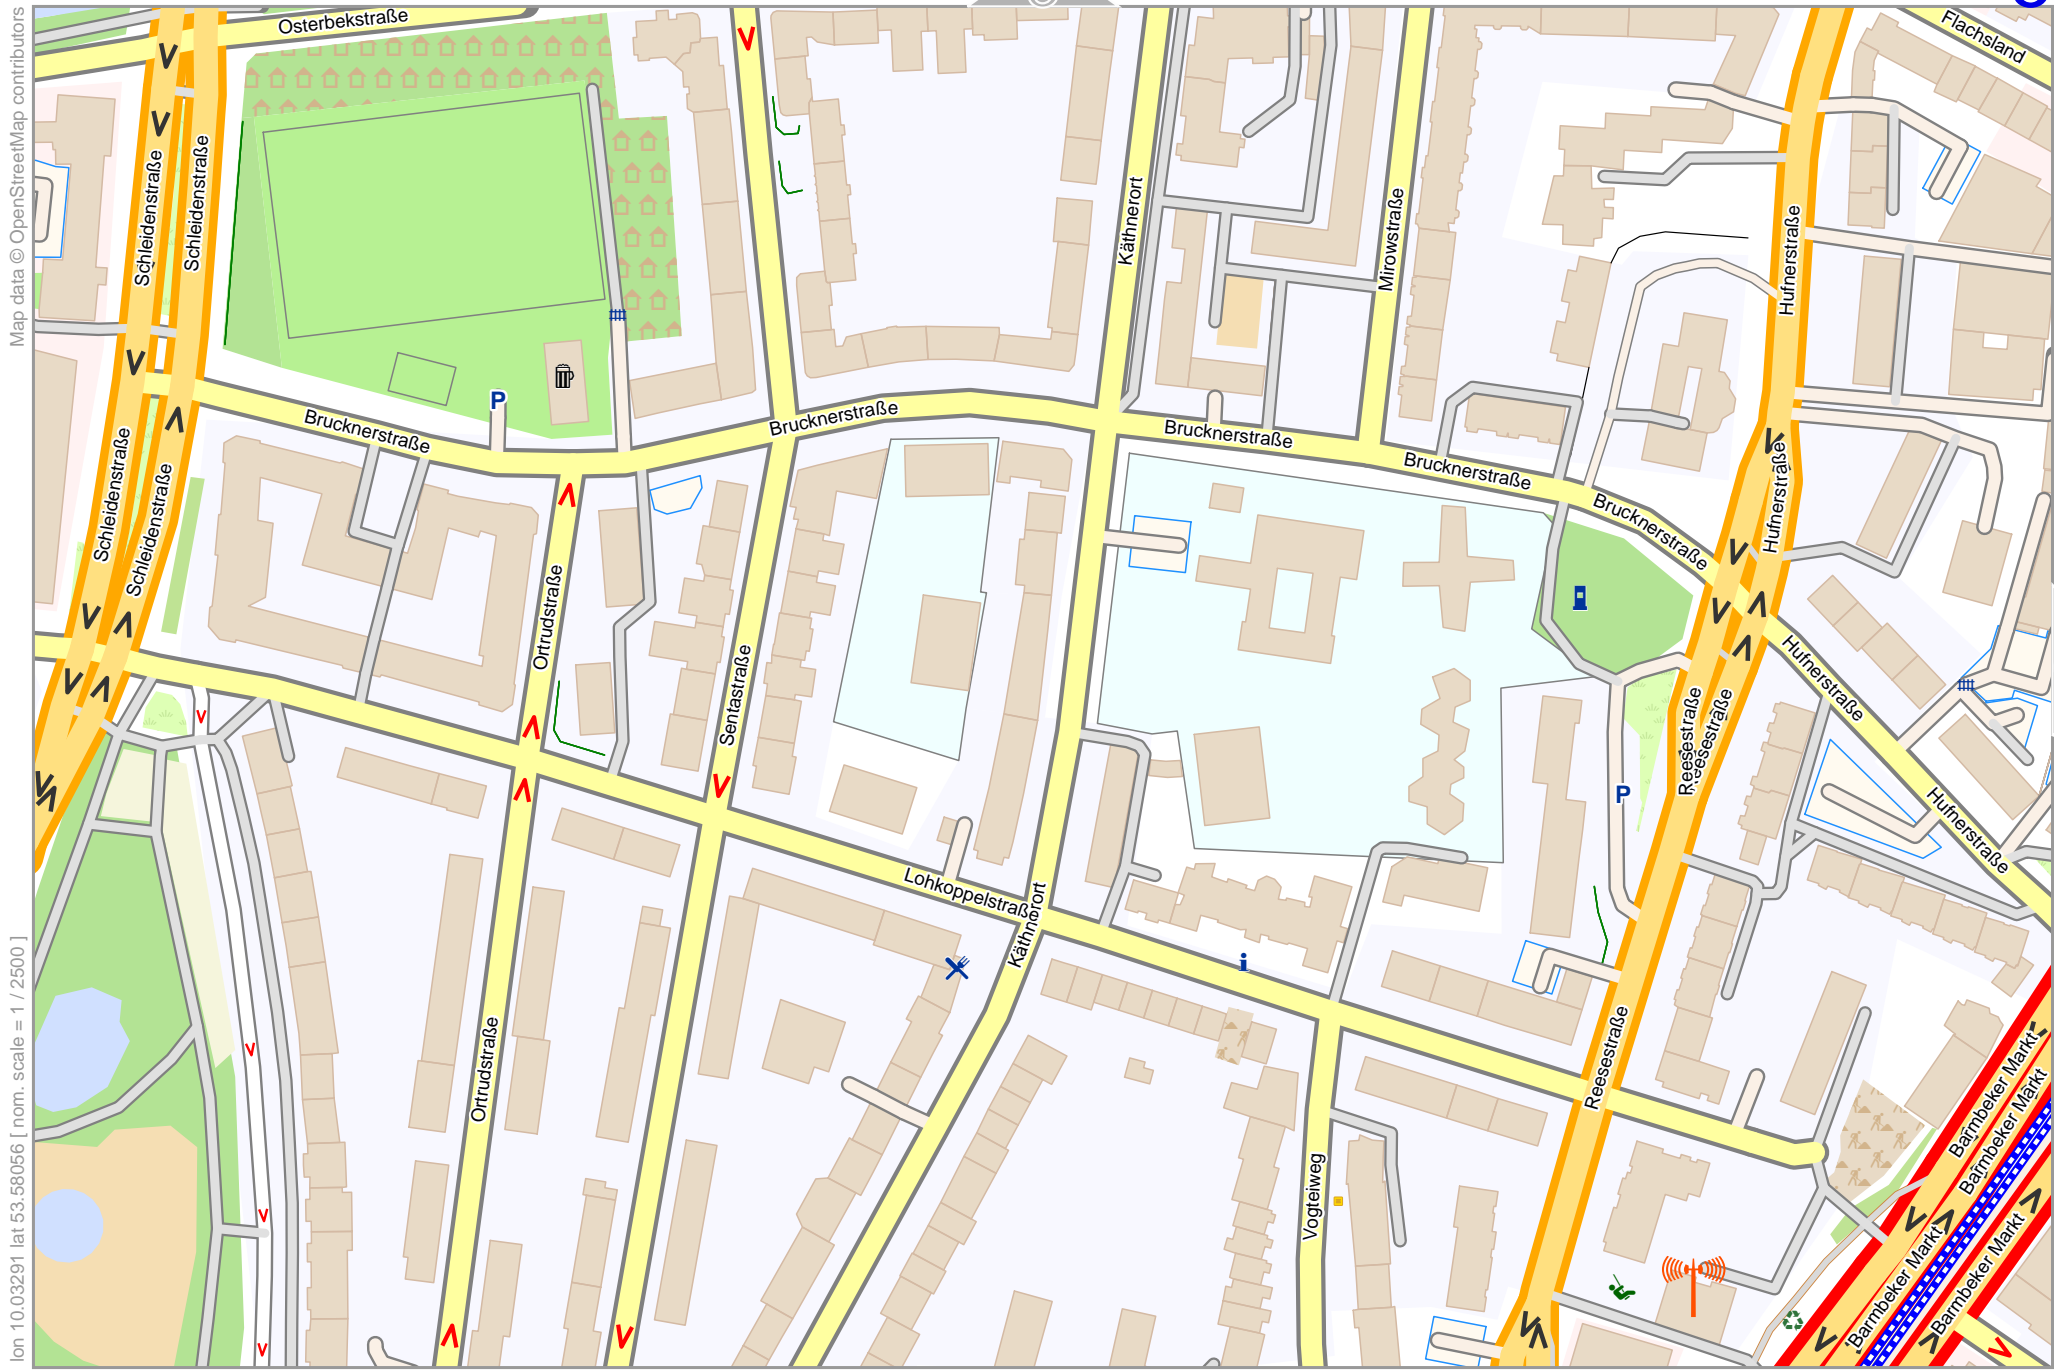 Map data © OpenStreetMap contributors
lon 10.03291 lat 53.58056 [ nom. scale = 1 / 2500 ]
Osterbekstraße
Flachsland
Schleidenstraße
Schleidenstraße
Käthnerort
Mirowstraße
Hufnerstraße
Brucknerstraße
Brucknerstraße
Brucknerstraße
Brucknerstraße
Brucknerstraße
P
Schleidenstraße
Schleidenstraße
Hufnerstraße
Ortrudstraße
Sentastraße
Hufnerstraße
Reesestraße
Reesestraße
P
Hufnerstraße
Lohkoppelstraße
Käthnerort
i
Ortrudstraße
Reesestraße
Vogteiweg
Barmbeker Markt
Barmbeker Markt
Barmbeker Markt
Barmbeker Markt